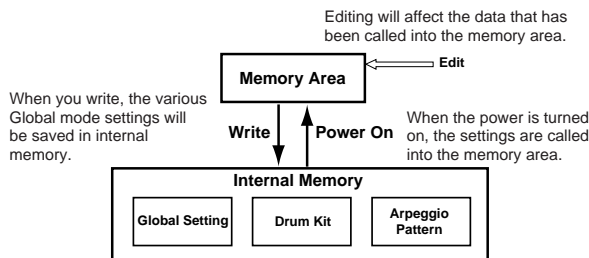 Editing will affect the data that has
been called into the memory area.
Edit
Memory Area
When you write, the various
Global mode settings will
be saved in internal
memory.
Write
Power On
When the power is turned
on, the settings are called
into the memory area.
Internal Memory
Global Setting
Drum Kit
Arpeggio
Pattern